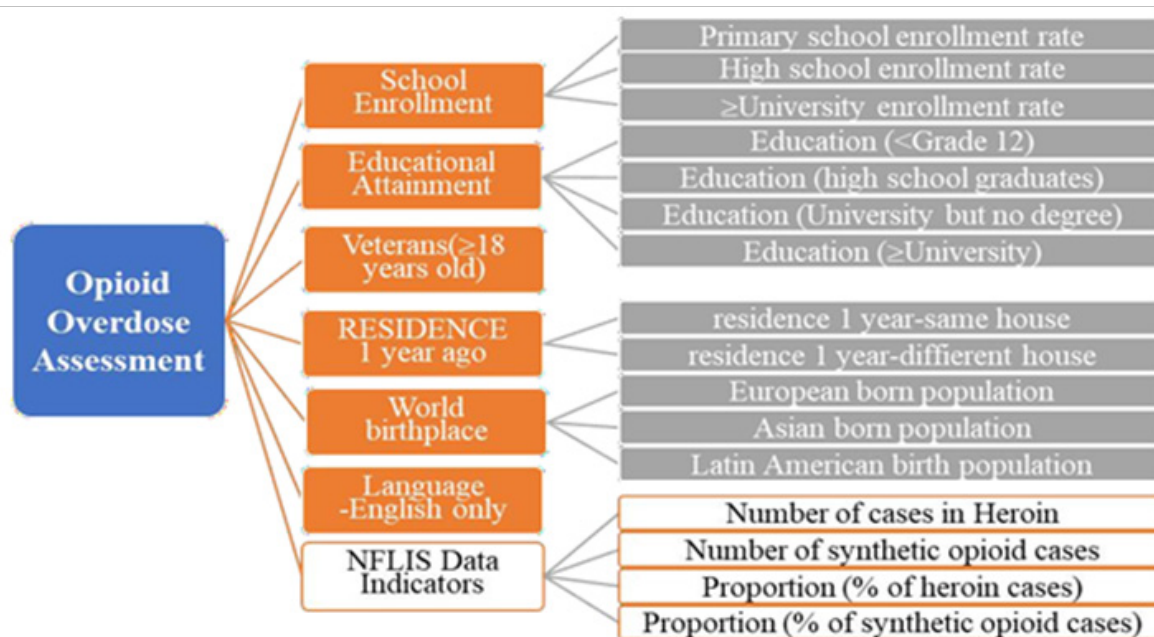 Opioid
Overdose
Assessment
School
Enrollment
Primary school enrollment rate
High school enrollment rate
≥University enrollment rate
Educational
Attainment
Education (<Grade 12)
Education (high school graduates)
Education (University but no degree)
Education (≥University)
Veterans(≥18
years old)
RESIDENCE
1 year ago
residence 1 year-same house
residence 1 year-diffierent house
World
birthplace
European born population
Asian born population
Latin American birth population
Language
-English only
NFLIS Data
Indicators
Number of cases in Heroin
Number of synthetic opioid cases
Proportion (% of heroin cases)
Proportion (% of synthetic opioid cases)